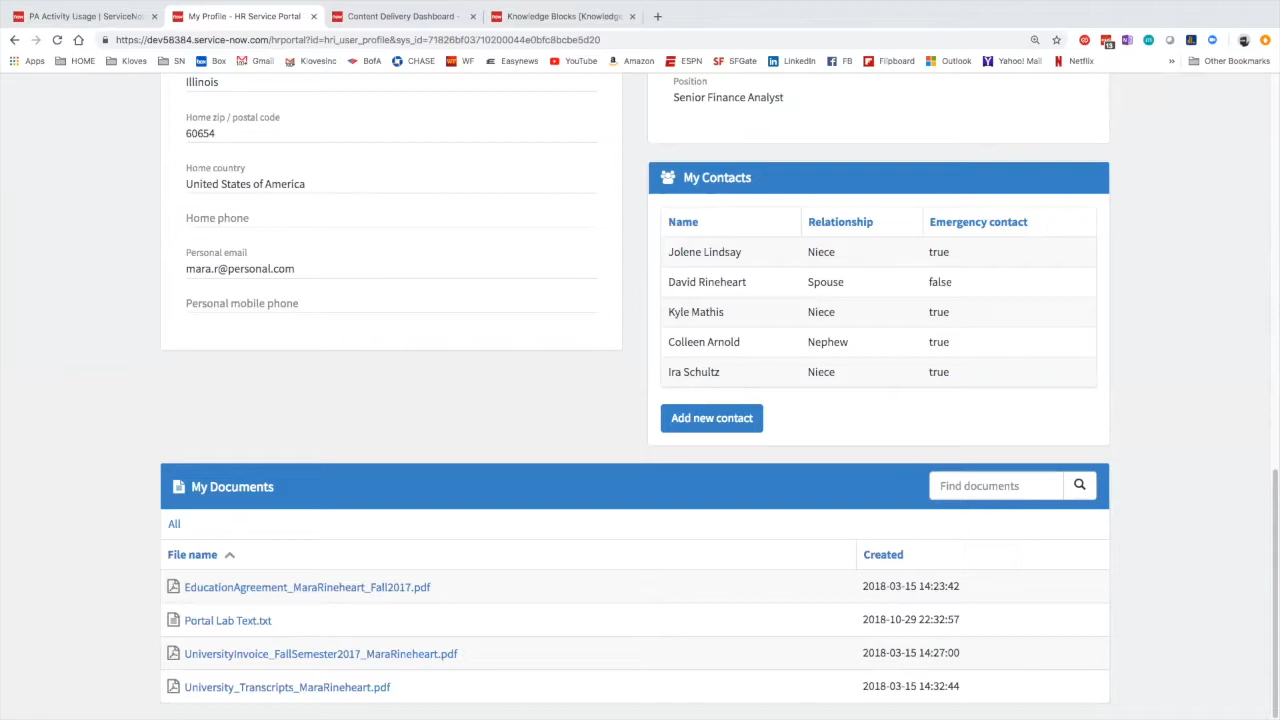 PA Activity Usage | ServiceNo
My Profile - HR Service Portal
Content Delivery Dashboard -
Knowledge Blocks [Knowledge
https://dev58384.service-now.com/hrportal?id=hri_user_profile&sys_id=71826bf03710200044e0bfc8bcbe5d20
Apps HOME Kloves SN Box Gmail Klovesinc BofA CHASE WF Easynews YouTube Amazon ESPN SFGate LinkedIn FB Flipboard Outlook Yahoo! Mail Netflix » Other Bookmarks
Illinois
Home zip / postal code
60654
Home country
United States of America
Home phone
Personal email
mara.r@personal.com
Personal mobile phone
Position
Senior Finance Analyst
My Contacts
Name Relationship Emergency contact
Jolene Lindsay Niece true
David Rineheart Spouse false
Kyle Mathis Niece true
Colleen Arnold Nephew true
Ira Schultz Niece true
Add new contact
My Documents Find documents
All
File name Created
EducationAgreement_MaraRineheart_Fall2017.pdf 2018-03-15 14:23:42
Portal Lab Text.txt 2018-10-29 22:32:57
UniversityInvoice_FallSemester2017_MaraRineheart.pdf 2018-03-15 14:27:00
University_Transcripts_MaraRineheart.pdf 2018-03-15 14:32:44